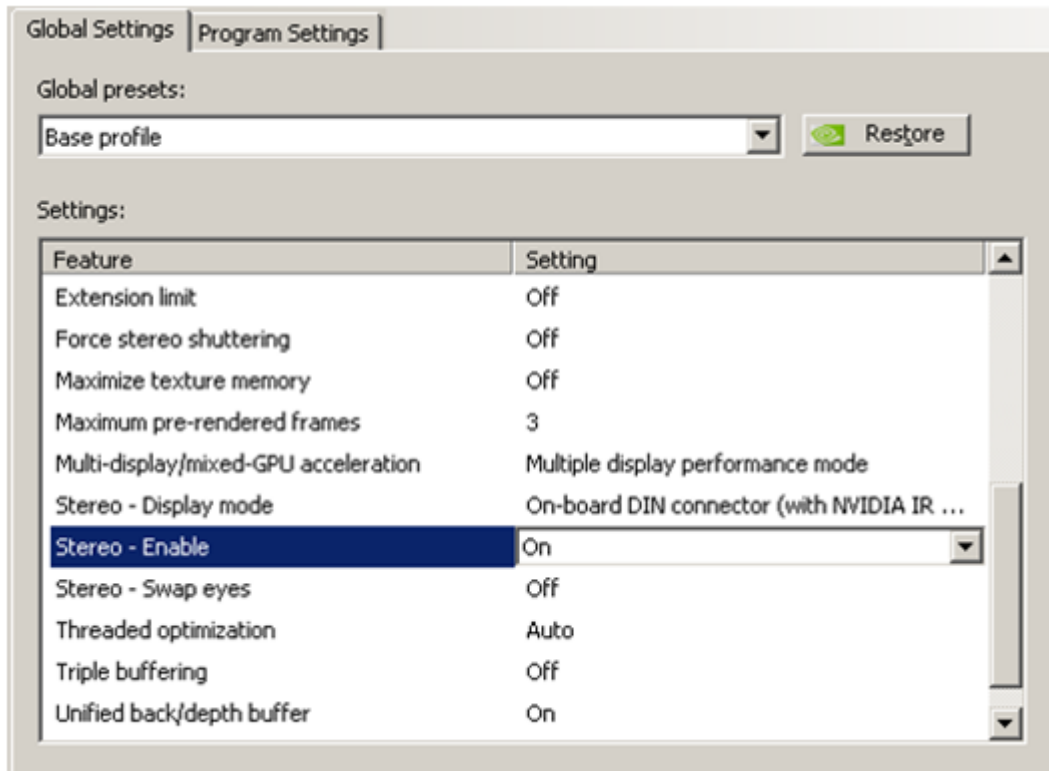 Global Settings Program Settings
Global presets:
Base profile Restore
Settings:
Feature Setting
Extension limit Off
Force stereo shuttering Off
Maximize texture memory Off
Maximum pre-rendered frames 3
Multi-display/mixed-GPU acceleration Multiple display performance mode
Stereo - Display mode On-board DIN connector (with NVIDIA IR ...
Stereo - Enable On
Stereo - Swap eyes Off
Threaded optimization Auto
Triple buffering Off
Unified back/depth buffer On